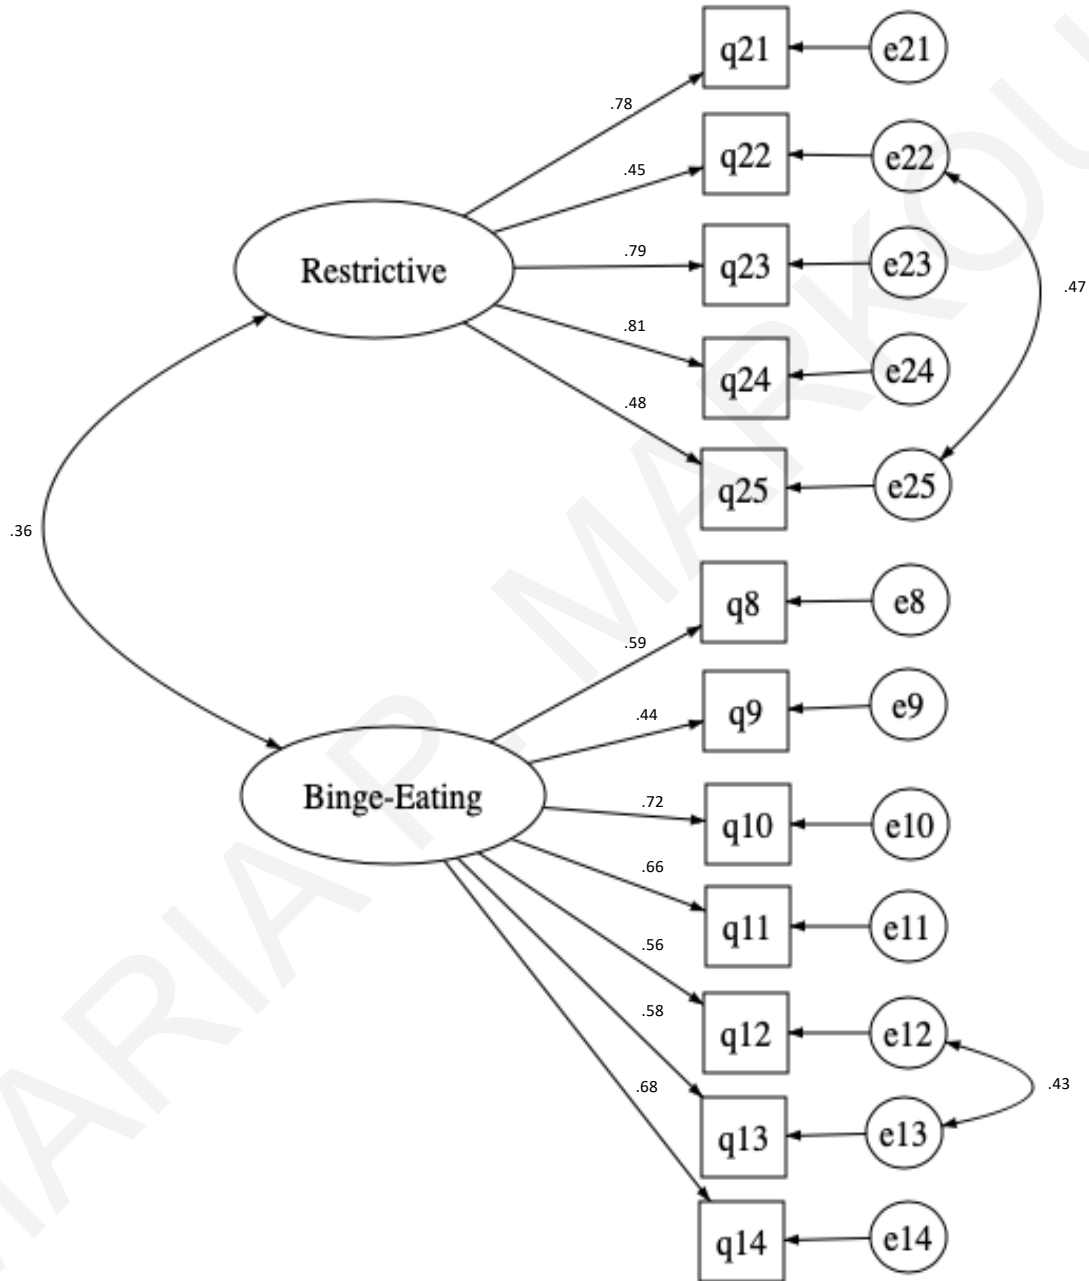 q21
e21
.78
q22
e22
.45
Restrictive
.79
q23
e23
.47
.81
q24
e24
.48
q25
e25
.36
q8
e8
.59
.44
q9
e9
Binge-Eating
.72
q10
e10
.66
q11
e11
.56
.58
q12
e12
.43
.68
q13
e13
q14
e14
MARIA P. MARKOU